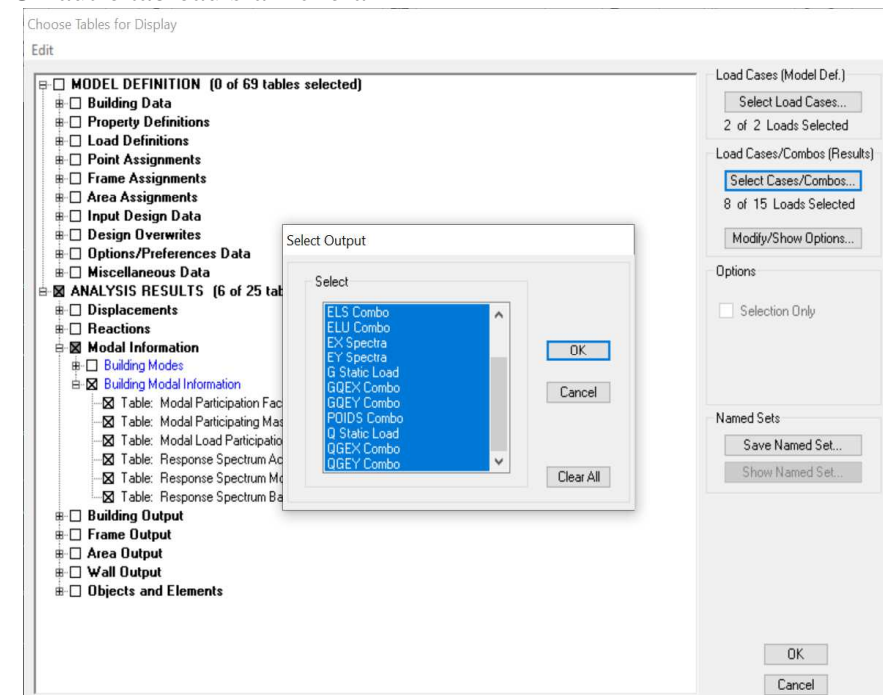 Choose Tables for Display
Edit
MODEL DEFINITION (0 of 69 tables selected)
Building Data
Property Definitions
Load Definitions
Point Assignments
Frame Assignments
Area Assignments
Input Design Data
Design Overwrites
Options/Preferences Data
Miscellaneous Data
ANALYSIS RESULTS (6 of 25 tab
Displacements
Reactions
Modal Information
Building Modes
Building Modal Information
Table: Modal Participation Fac
Table: Modal Participating Mas
Table: Modal Load Participatio
Table: Response Spectrum Ac
Table: Response Spectrum Mo
Table: Response Spectrum Ba
Building Output
Frame Output
Area Output
Wall Output
Objects and Elements
Select Output
Select
ELS Combo
ELU Combo
EX Spectra
EY Spectra
G Static Load
GQEX Combo
GQEY Combo
POIDS Combo
Q Static Load
QGEX Combo
QGEY Combo
OK
Cancel
Clear All
Load Cases (Model Def.)
Select Load Cases...
2 of 2 Loads Selected
Load Cases/Combos (Results)
Select Cases/Combos...
8 of 15 Loads Selected
Modify/Show Options...
Options
Selection Only
Named Sets
Save Named Set...
Show Named Set...
OK
Cancel